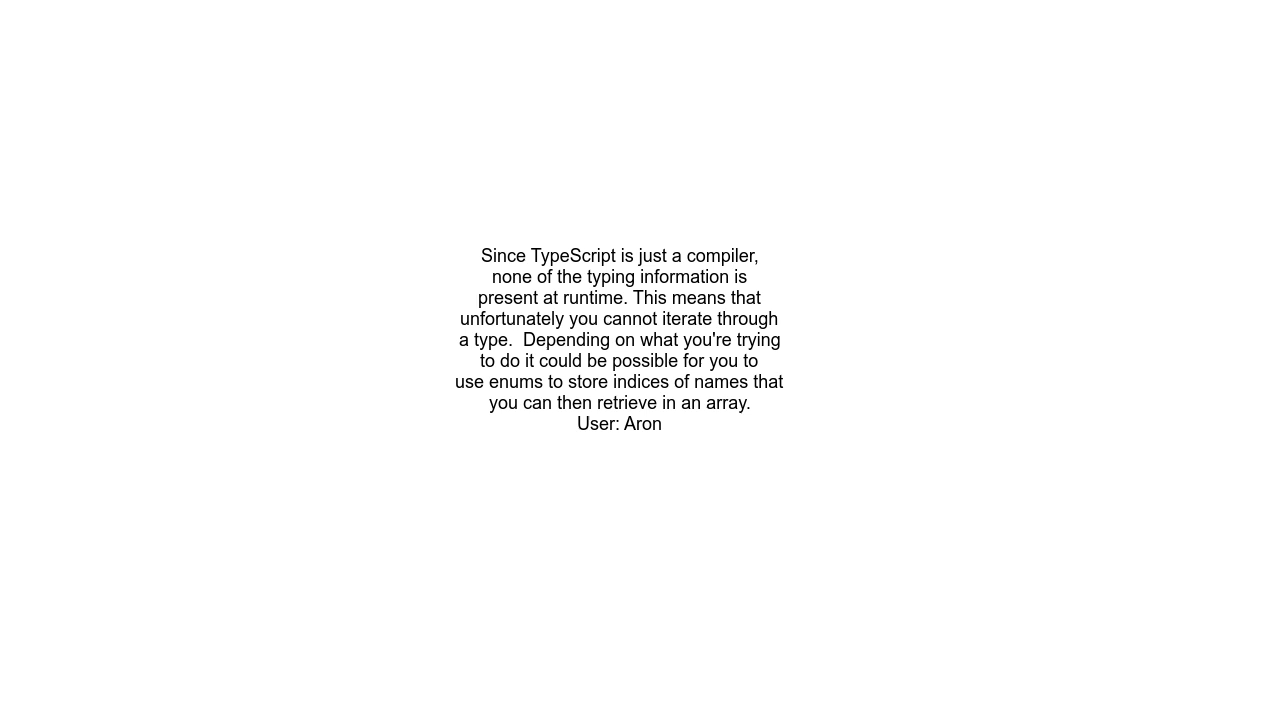 Since TypeScript is just a compiler,
none of the typing information is
present at runtime. This means that
unfortunately you cannot iterate through
a type.  Depending on what you're trying
to do it could be possible for you to
use enums to store indices of names that
you can then retrieve in an array.
User: Aron